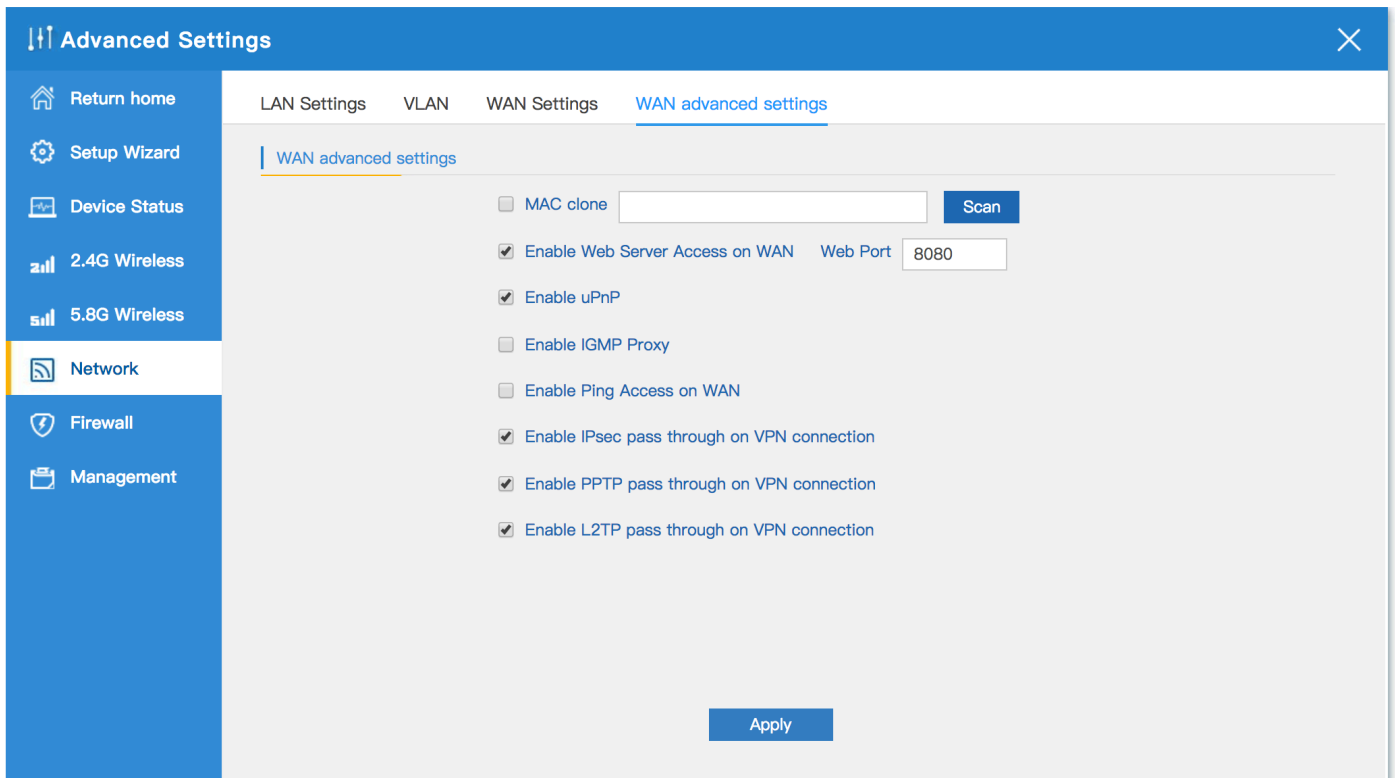 Advanced Settings
Return home
Setup Wizard
Device Status
2.4G Wireless
5.8G Wireless
Network
Firewall
Management
LAN Settings VLAN WAN Settings WAN advanced settings
WAN advanced settings
MAC clone Scan
Enable Web Server Access on WAN Web Port 8080
Enable uPnP
Enable IGMP Proxy
Enable Ping Access on WAN
Enable IPsec pass through on VPN connection
Enable PPTP pass through on VPN connection
Enable L2TP pass through on VPN connection
Apply